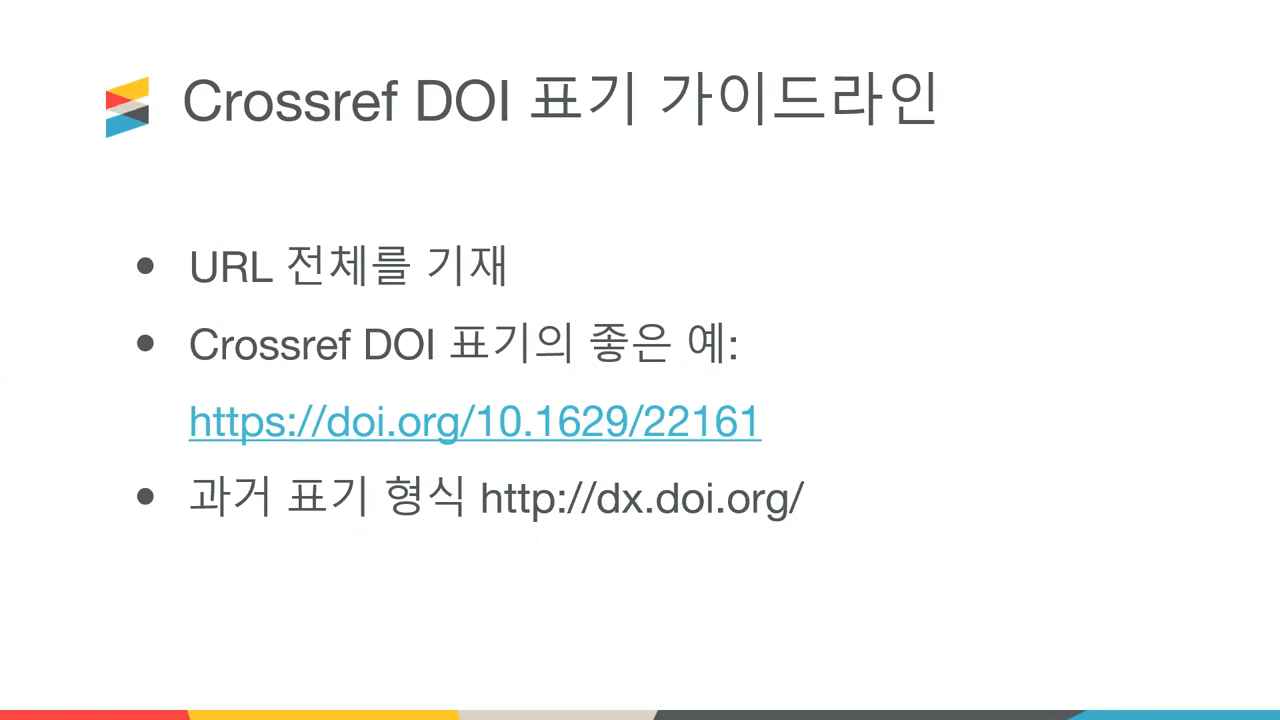 Crossref DOI 표기 가이드라인
• URL 전체를 기재
• Crossref DOI 표기의 좋은 예:
https://doi.org/10.1629/22161
• 과거 표기 형식 http://dx.doi.org/